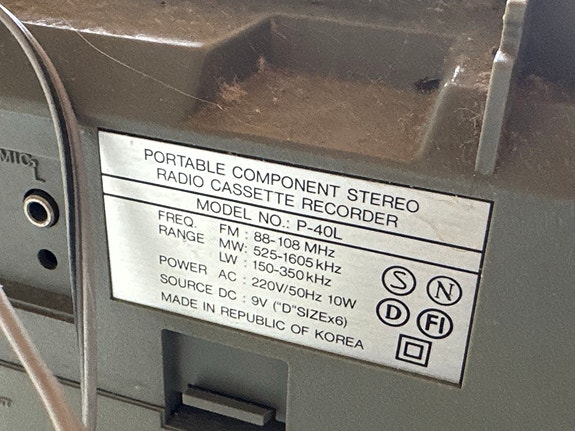 MIC
L
PORTABLE COMPONENT STEREO
RADIO CASSETTE RECORDER
MODEL NO.: P-40L
FREQ. FM : 88-108 MHz
RANGE MW: 525-1605 kHz
LW : 150-350 kHz
POWER AC : 220V/50Hz 10W
SOURCE DC : 9V ("D"SIZEx6)
MADE IN REPUBLIC OF KOREA
S N
D FI